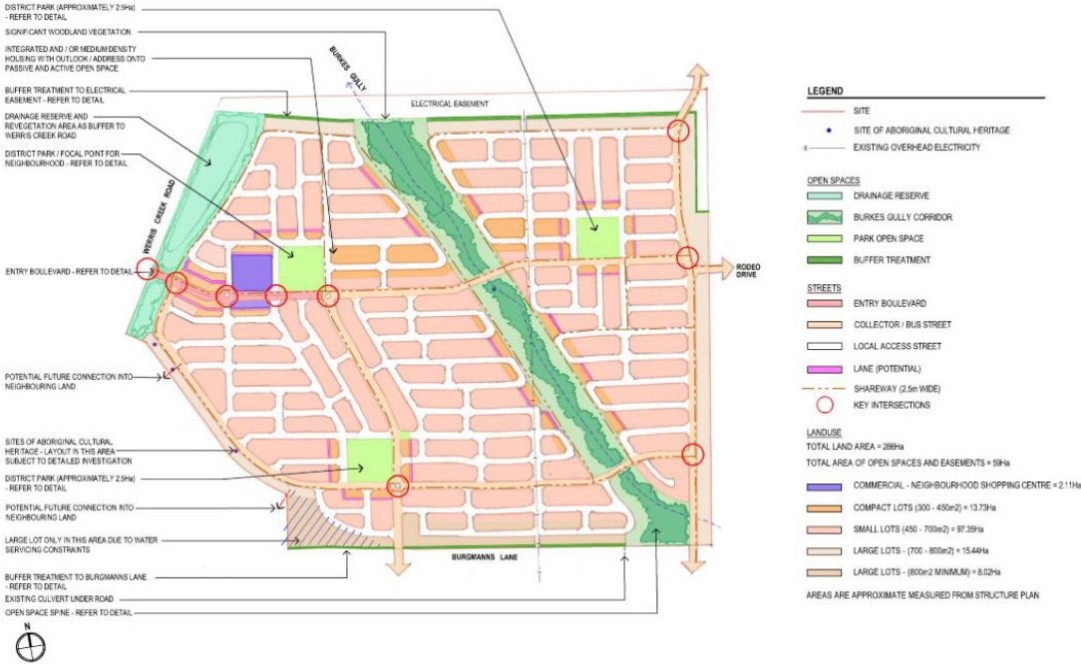 DISTRICT PARK (APPROXIMATELY 2.5Ha)
- REFER TO DETAIL
SIGNIFICANT WOODLAND VEGETATION
INTEGRATED AND / OR MEDIUM DENSITY
HOUSING WITH OUTLOOK / ADDRESS ONTO
PASSIVE AND ACTIVE OPEN SPACE
BUFFER TREATMENT TO ELECTRICAL
EASEMENT - REFER TO DETAIL
DRAINAGE RESERVE AND
REVEGETATION AREA AS BUFFER TO
WERRIS CREEK ROAD
DISTRICT PARK / FOCAL POINT FOR
NEIGHBOURHOOD - REFER TO DETAIL
ENTRY BOULEVARD - REFER TO DETAIL
POTENTIAL FUTURE CONNECTION INTO
NEIGHBOURING LAND
SITES OF ABORIGINAL CULTURAL
HERITAGE - LAYOUT IN THIS AREA
SUBJECT TO DETAILED INVESTIGATION
DISTRICT PARK (APPROXIMATELY 2.5Ha)
- REFER TO DETAIL
POTENTIAL FUTURE CONNECTION INTO
NEIGHBOURING LAND
LARGE LOT ONLY IN THIS AREA DUE TO WATER
SERVICING CONSTRAINTS
BUFFER TREATMENT TO BURGMANNS LANE
- REFER TO DETAIL
EXISTING CULVERT UNDER ROAD
OPEN SPACE SPINE - REFER TO DETAIL
N
BURKES GULLY
ELECTRICAL EASEMENT
WERRIS CREEK ROAD
RODEO
DRIVE
BURGMANNS LANE
LEGEND
SITE
SITE OF ABORIGINAL CULTURAL HERITAGE
EXISTING OVERHEAD ELECTRICITY
OPEN SPACES
DRAINAGE RESERVE
BURKES GULLY CORRIDOR
PARK OPEN SPACE
BUFFER TREATMENT
STREETS
ENTRY BOULEVARD
COLLECTOR / BUS STREET
LOCAL ACCESS STREET
LANE (POTENTIAL)
SHAREWAY (2.5m WIDE)
KEY INTERSECTIONS
LANDUSE
TOTAL LAND AREA = 286Ha
TOTAL AREA OF OPEN SPACES AND EASEMENTS = 59Ha
COMMERCIAL - NEIGHBOURHOOD SHOPPING CENTRE = 2.11Ha
COMPACT LOTS (300 - 450m2) = 13.73Ha
SMALL LOTS (450 - 700m2) = 97.35Ha
LARGE LOTS - (700 - 800m2) = 15.44Ha
LARGE LOTS - (800m2 MINIMUM) = 8.02Ha
AREAS ARE APPROXIMATE MEASURED FROM STRUCTURE PLAN